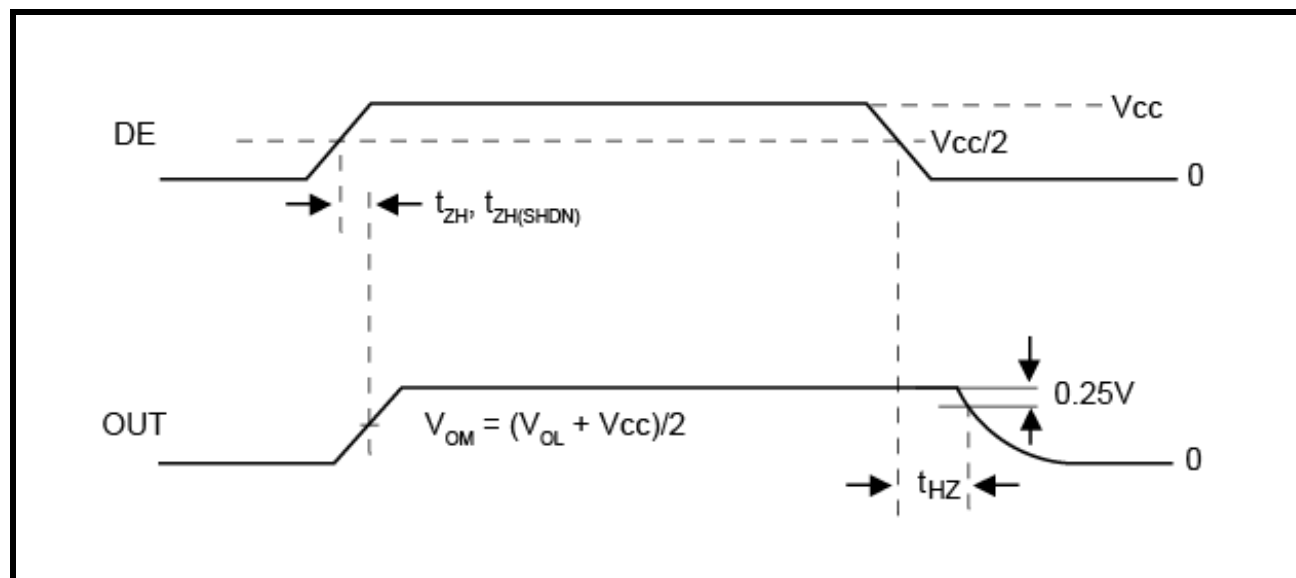 Vcc
DE
Vcc/2
0
tZH, tZH(SHDN)
0.25V
OUT
VOM = (VOL + Vcc)/2
0
tHZ